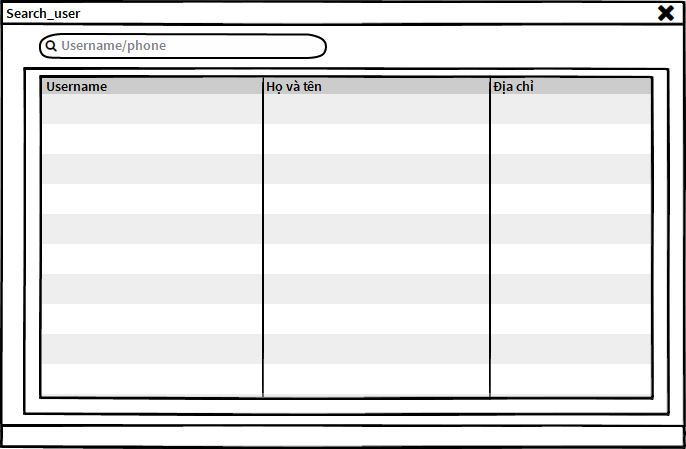 Search_user
Username/phone
Username Họ và tên Địa chỉ